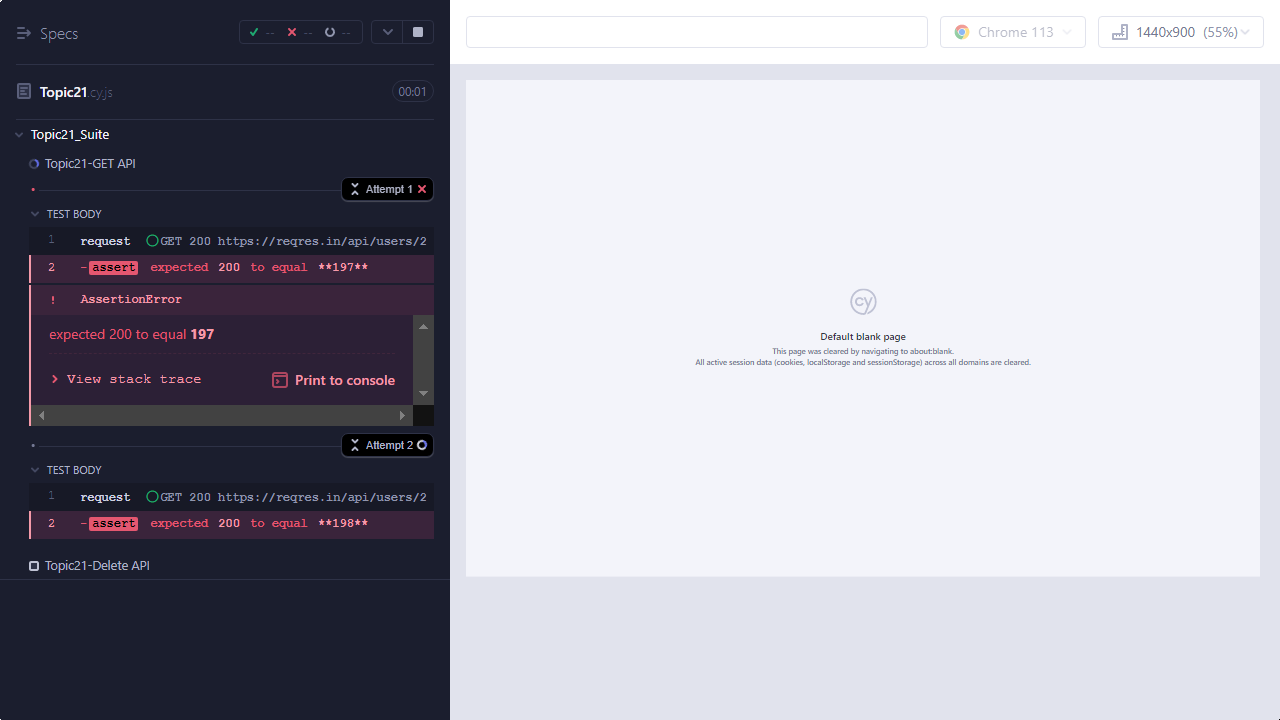 Specs
-- -- --
Topic21.cy.js
00:01
Topic21_Suite
Topic21-GET API
Attempt 1
TEST BODY
1 request GET 200 https://reqres.in/api/users/2
2 -assert expected 200 to equal **197**
! AssertionError
expected 200 to equal 197
> View stack trace
Print to console
Attempt 2
TEST BODY
1 request GET 200 https://reqres.in/api/users/2
2 -assert expected 200 to equal **198**
Topic21-Delete API
Chrome 113
1440x900 (55%)
cy
Default blank page
This page was cleared by navigating to about:blank.
All active session data (cookies, localStorage and sessionStorage) across all domains are cleared.